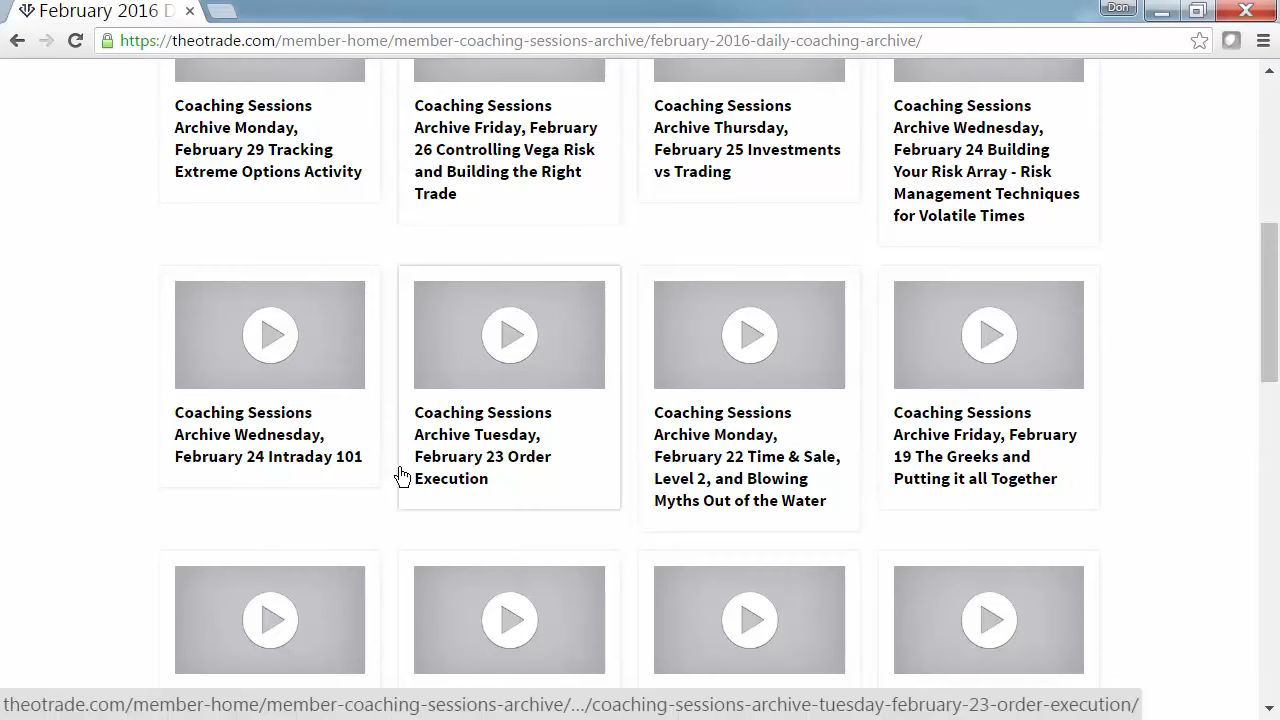 February 2016 D
Don
https://theotrade.com/member-home/member-coaching-sessions-archive/february-2016-daily-coaching-archive/
Coaching Sessions
Archive Monday,
February 29 Tracking
Extreme Options Activity
Coaching Sessions
Archive Friday, February
26 Controlling Vega Risk
and Building the Right
Trade
Coaching Sessions
Archive Thursday,
February 25 Investments
vs Trading
Coaching Sessions
Archive Wednesday,
February 24 Building
Your Risk Array - Risk
Management Techniques
for Volatile Times
Coaching Sessions
Archive Wednesday,
February 24 Intraday 101
Coaching Sessions
Archive Tuesday,
February 23 Order
Execution
Coaching Sessions
Archive Monday,
February 22 Time & Sale,
Level 2, and Blowing
Myths Out of the Water
Coaching Sessions
Archive Friday, February
19 The Greeks and
Putting it all Together
theotrade.com/member-home/member-coaching-sessions-archive/.../coaching-sessions-archive-tuesday-february-23-order-execution/